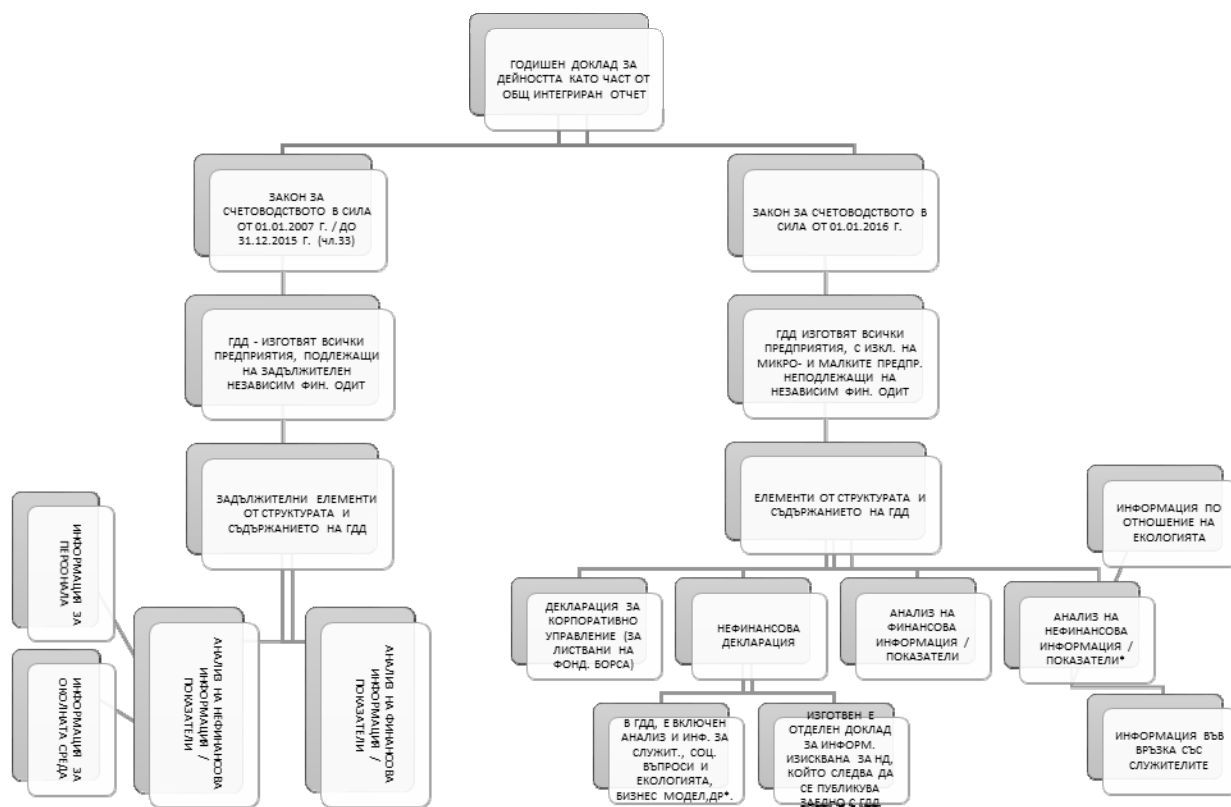 ГОДИШЕН ДОКЛАД ЗА
ДЕЙНОСТТА КАТО ЧАСТ ОТ
ОБЩ ИНТЕГРИРАН ОТЧЕТ
ЗАКОН ЗА
СЧЕТОВОДСТВОТО В СИЛА
ОТ 01.01.2007 Г. / ДО
31.12.2015 Г. (чл.33)
ГДД - ИЗГОТВЯТ ВСИЧКИ
ПРЕДПРИЯТИЯ, ПОДЛЕЖАЩИ
НА ЗАДЪЛЖИТЕЛЕН
НЕЗАВИСИМ ФИН. ОДИТ
ЗАДЪЛЖИТЕЛНИ ЕЛЕМЕНТИ
ОТ СТРУКТУРАТА И
СЪДЪРЖАНИЕТО НА ГДД
ИНФОРМАЦИЯ ЗА
ПЕРСОНАЛА
ИНФОРМАЦИЯ ЗА
ОКОЛНАТА СРЕДА
АНАЛИЗ НА НЕФИНАНСОВА
ИНФОРМАЦИЯ /
ПОКАЗАТЕЛИ
АНАЛИЗ НА ФИНАНСОВА
ИНФОРМАЦИЯ /
ПОКАЗАТЕЛИ
ЗАКОН ЗА СЧЕТОВОДСТВОТО В
СИЛА ОТ 01.01.2016 Г.
ГДД ИЗГОТВЯТ ВСИЧКИ
ПРЕДПРИЯТИЯ, С ИЗКЛ. НА
МИКРО- И МАЛКИТЕ ПРЕДПР.
НЕПОДЛЕЖАЩИ НА
НЕЗАВИСИМ ФИН. ОДИТ
ЕЛЕМЕНТИ ОТ СТРУКТУРАТА И
СЪДЪРЖАНИЕТО НА ГДД
ДЕКЛАРАЦИЯ ЗА
КОРПОРАТИВНО
УПРАВЛЕНИЕ (ЗА
ЛИСТВАНИ НА
ФОНД. БОРСА)
НЕФИНАНСОВА
ДЕКЛАРАЦИЯ
В ГДД, Е ВКЛЮЧЕН
АНАЛИЗ И ИНФ. ЗА
СЛУЖИТ., СОЦ.
ВЪПРОСИ И
ЕКОЛОГИЯТА,
БИЗНЕС МОДЕЛ,ДР*.
ИЗГОТВЕН Е
ОТДЕЛЕН ДОКЛАД
ЗА ИНФОРМ.
ИЗИСКВАНА ЗА НД,
КОЙТО СЛЕДВА ДА
СЕ ПУБЛИКУВА
ЗАЕДНО С ГДД
АНАЛИЗ НА
ФИНАНСОВА
ИНФОРМАЦИЯ /
ПОКАЗАТЕЛИ
АНАЛИЗ НА
НЕФИНАНСОВА
ИНФОРМАЦИЯ /
ПОКАЗАТЕЛИ*
ИНФОРМАЦИЯ ПО
ОТНОШЕНИЕ НА
ЕКОЛОГИЯТА
ИНФОРМАЦИЯ ВЪВ
ВРЪЗКА СЪС
СЛУЖИТЕЛИТЕ